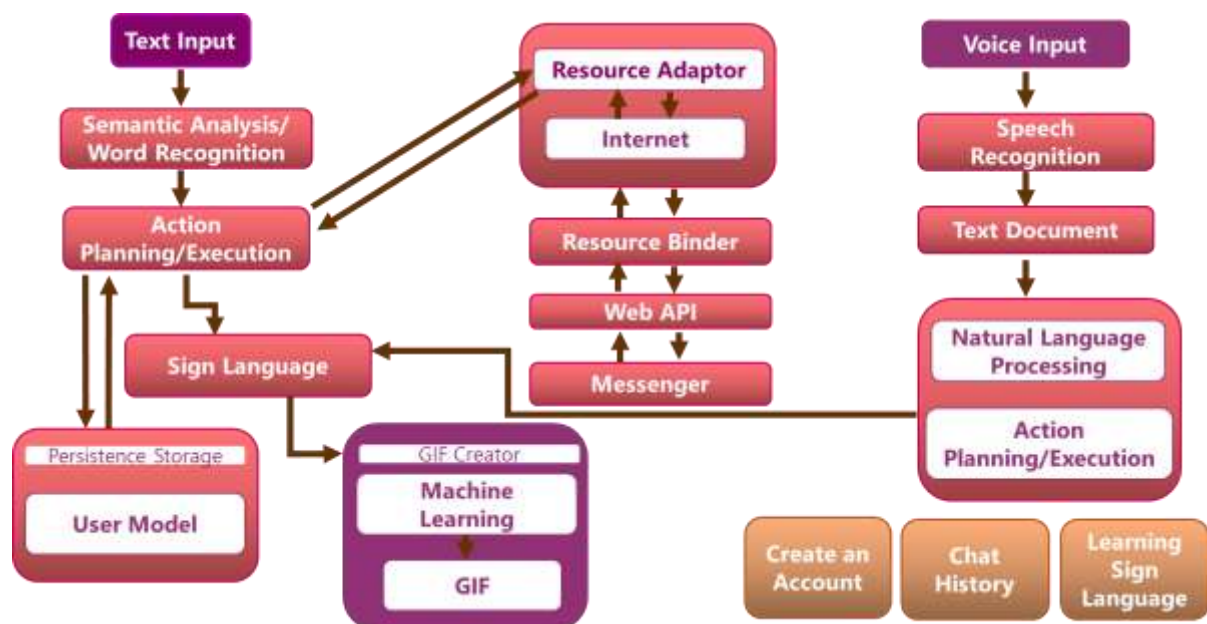 Text Input
Semantic Analysis/
Word Recognition
Action
Planning/Execution
Sign Language
Persistence Storage
User Model
GIF Creator
Machine
Learning
GIF
Resource Adaptor
Internet
Resource Binder
Web API
Messenger
Voice Input
Speech
Recognition
Text Document
Natural Language
Processing
Action
Planning/Execution
Create an
Account
Chat
History
Learning
Sign
Language